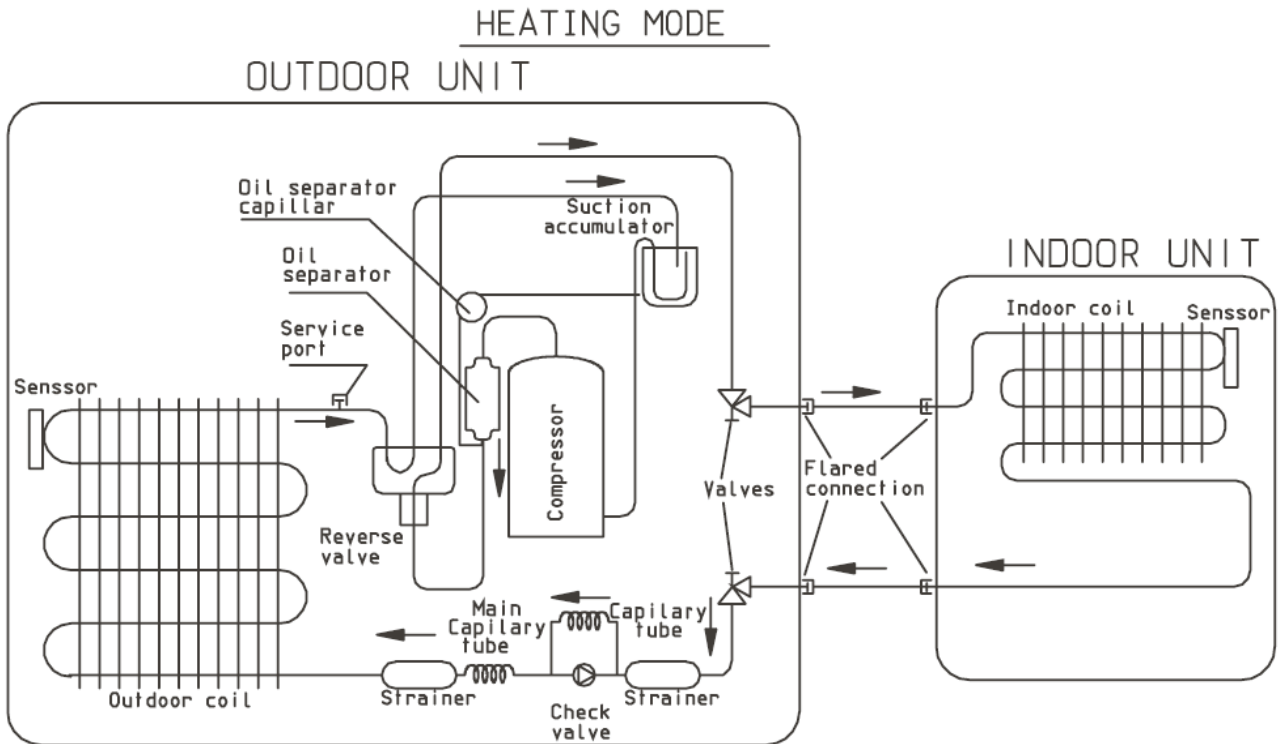 HEATING MODE
OUTDOOR UNIT
Oil separator
capillar
Suction
accumulator
Oil
separator
Service
port
Senssor
Compressor
Reverse
valve
Valves
Flared
connection
Main
Capilary
tube
Capilary
tube
Outdoor coil
Strainer
Check
valve
Strainer
INDOOR UNIT
Indoor coil
Senssor